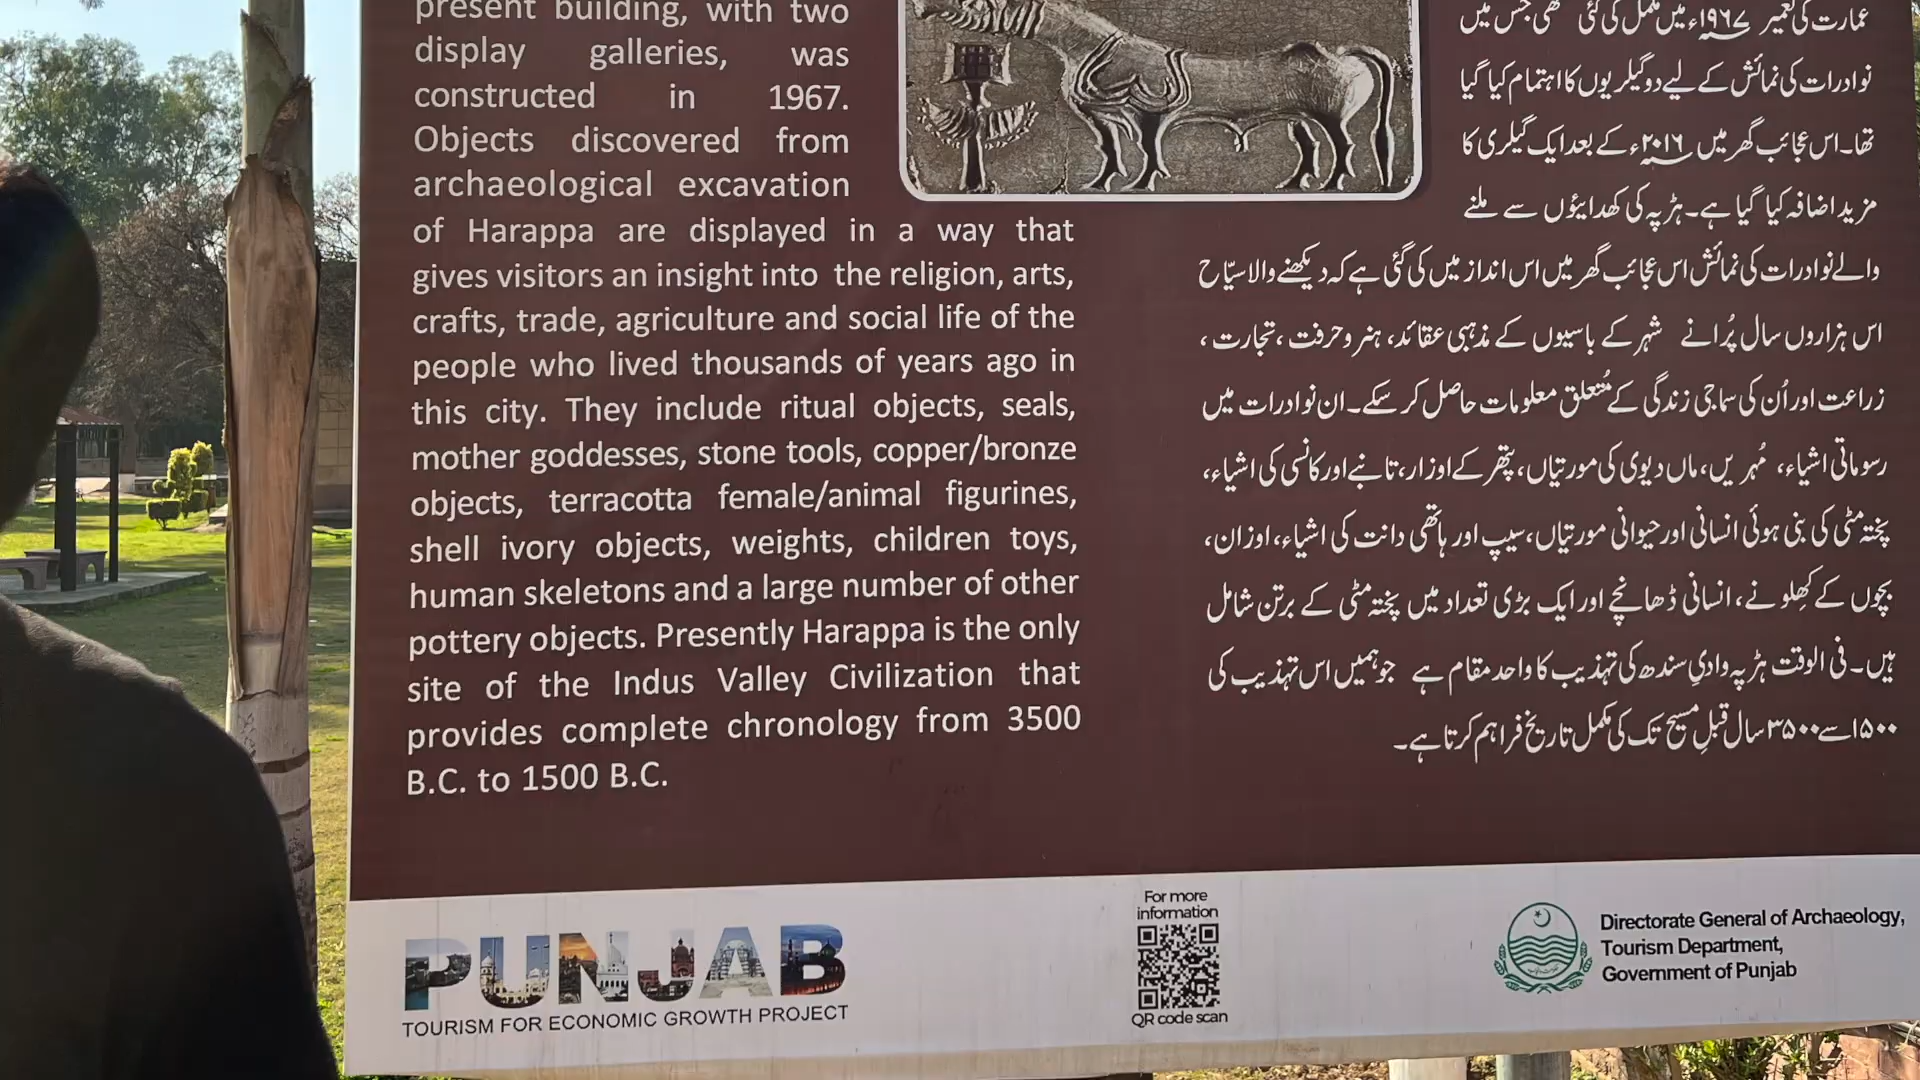 present building, with two
display galleries, was
constructed in 1967.
Objects discovered from
archaeological excavation
of Harappa are displayed in a way that
gives visitors an insight into the religion, arts,
crafts, trade, agriculture and social life of the
people who lived thousands of years ago in
this city. They include ritual objects, seals,
mother goddesses, stone tools, copper/bronze
objects, terracotta female/animal figurines,
shell ivory objects, weights, children toys,
human skeletons and a large number of other
pottery objects. Presently Harappa is the only
site of the Indus Valley Civilization that
provides complete chronology from 3500
B.C. to 1500 B.C.
عمارت کی تعمیر ۱۹۶۷ء میں مکمل کی گئی تھی جس میں
نوادرات کی نمائش کے لیے دو گیلریوں کا اہتمام کیا گیا
تھا۔ اس عجائب گھر میں ۲۰۱۶ء کے بعد ایک گیلری کا
مزید اضافہ کیا گیا ہے۔ ہڑپہ کی کھدائیوں سے ملنے
والے نوادرات کی نمائش اس عجائب گھر میں اس انداز میں کی گئی ہے کہ دیکھنے والا سیّاح
اس ہزاروں سال پُرانے شہر کے باسیوں کے مذہبی عقائد، ہنر و حرفت، تجارت،
زراعت اور اُن کی سماجی زندگی کے مُتعلق معلومات حاصل کر سکے۔ ان نوادرات میں
رسوماتی اشیاء، مُہریں، ماں دیوی کی مورتیاں، پتھر کے اوزار، تانبے اور کانسی کی اشیاء،
پختہ مٹی کی بنی ہوئی انسانی اور حیوانی مورتیاں، سیپ اور ہاتھی دانت کی اشیاء، اوزان،
بچوں کے کھلونے، انسانی ڈھانچے اور ایک بڑی تعداد میں پختہ مٹی کے برتن شامل
ہیں۔ فی الوقت ہڑپہ وادیِ سندھ کی تہذیب کا واحد مقام ہے جو ہمیں اس تہذیب کی
۱۵۰۰ سے ۳۵۰۰ سال قبلِ مسیح تک کی مکمل تاریخ فراہم کرتا ہے۔
PUNJAB
TOURISM FOR ECONOMIC GROWTH PROJECT
For more
information
QR code scan
Directorate General of Archaeology,
Tourism Department,
Government of Punjab